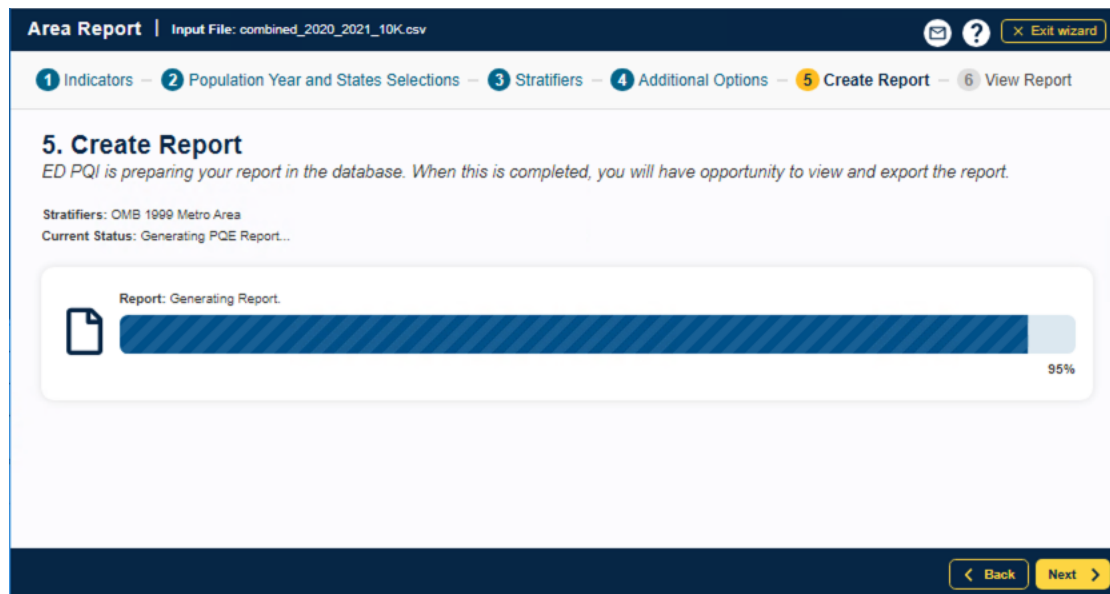 Area Report | Input File: combined_2020_2021_10K.csv ? × Exit wizard
1 Indicators – 2 Population Year and States Selections – 3 Stratifiers – 4 Additional Options – 5 Create Report – 6 View Report
5. Create Report
ED PQI is preparing your report in the database. When this is completed, you will have opportunity to view and export the report.
Stratifiers: OMB 1999 Metro Area
Current Status: Generating PQE Report...
Report: Generating Report.
95%
< Back Next >